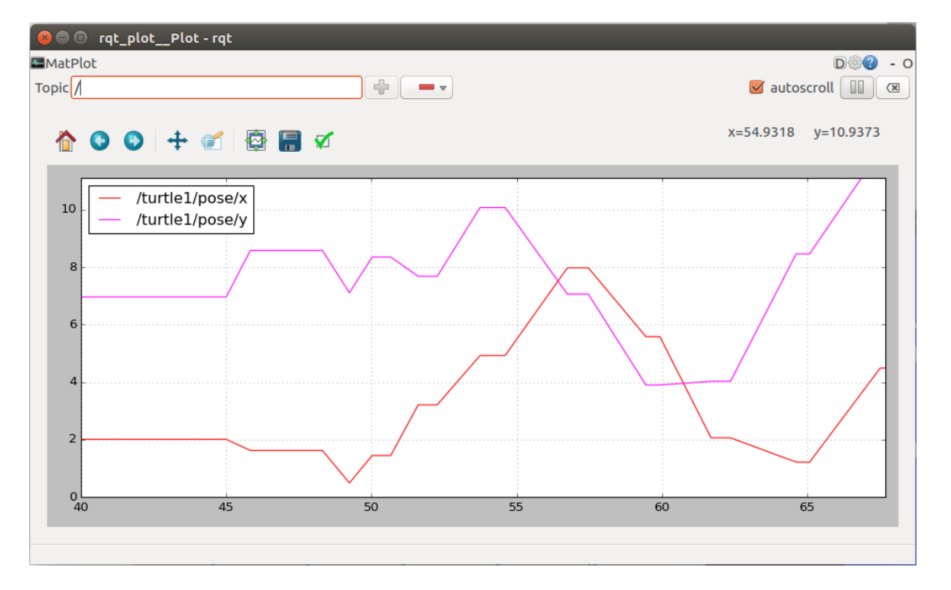 rqt_plot__Plot - rqt
MatPlot D - O
Topic / autoscroll
x=54.9318 y=10.9373
/turtle1/pose/x
/turtle1/pose/y
10
8
6
4
2
0
40 45 50 55 60 65